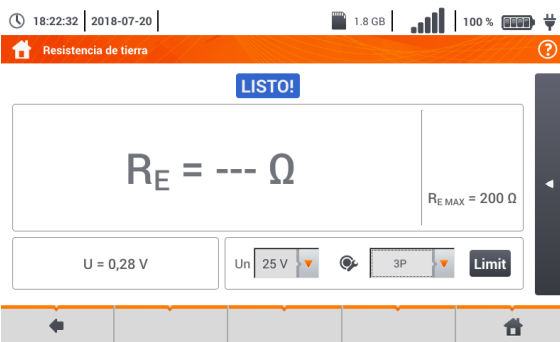 18:22:32 2018-07-20 1.8 GB 100 %
Resistencia de tierra ?
LISTO!
RE = --- Ω
RE MAX = 200 Ω
U = 0,28 V
Un 25 V 3P Limit